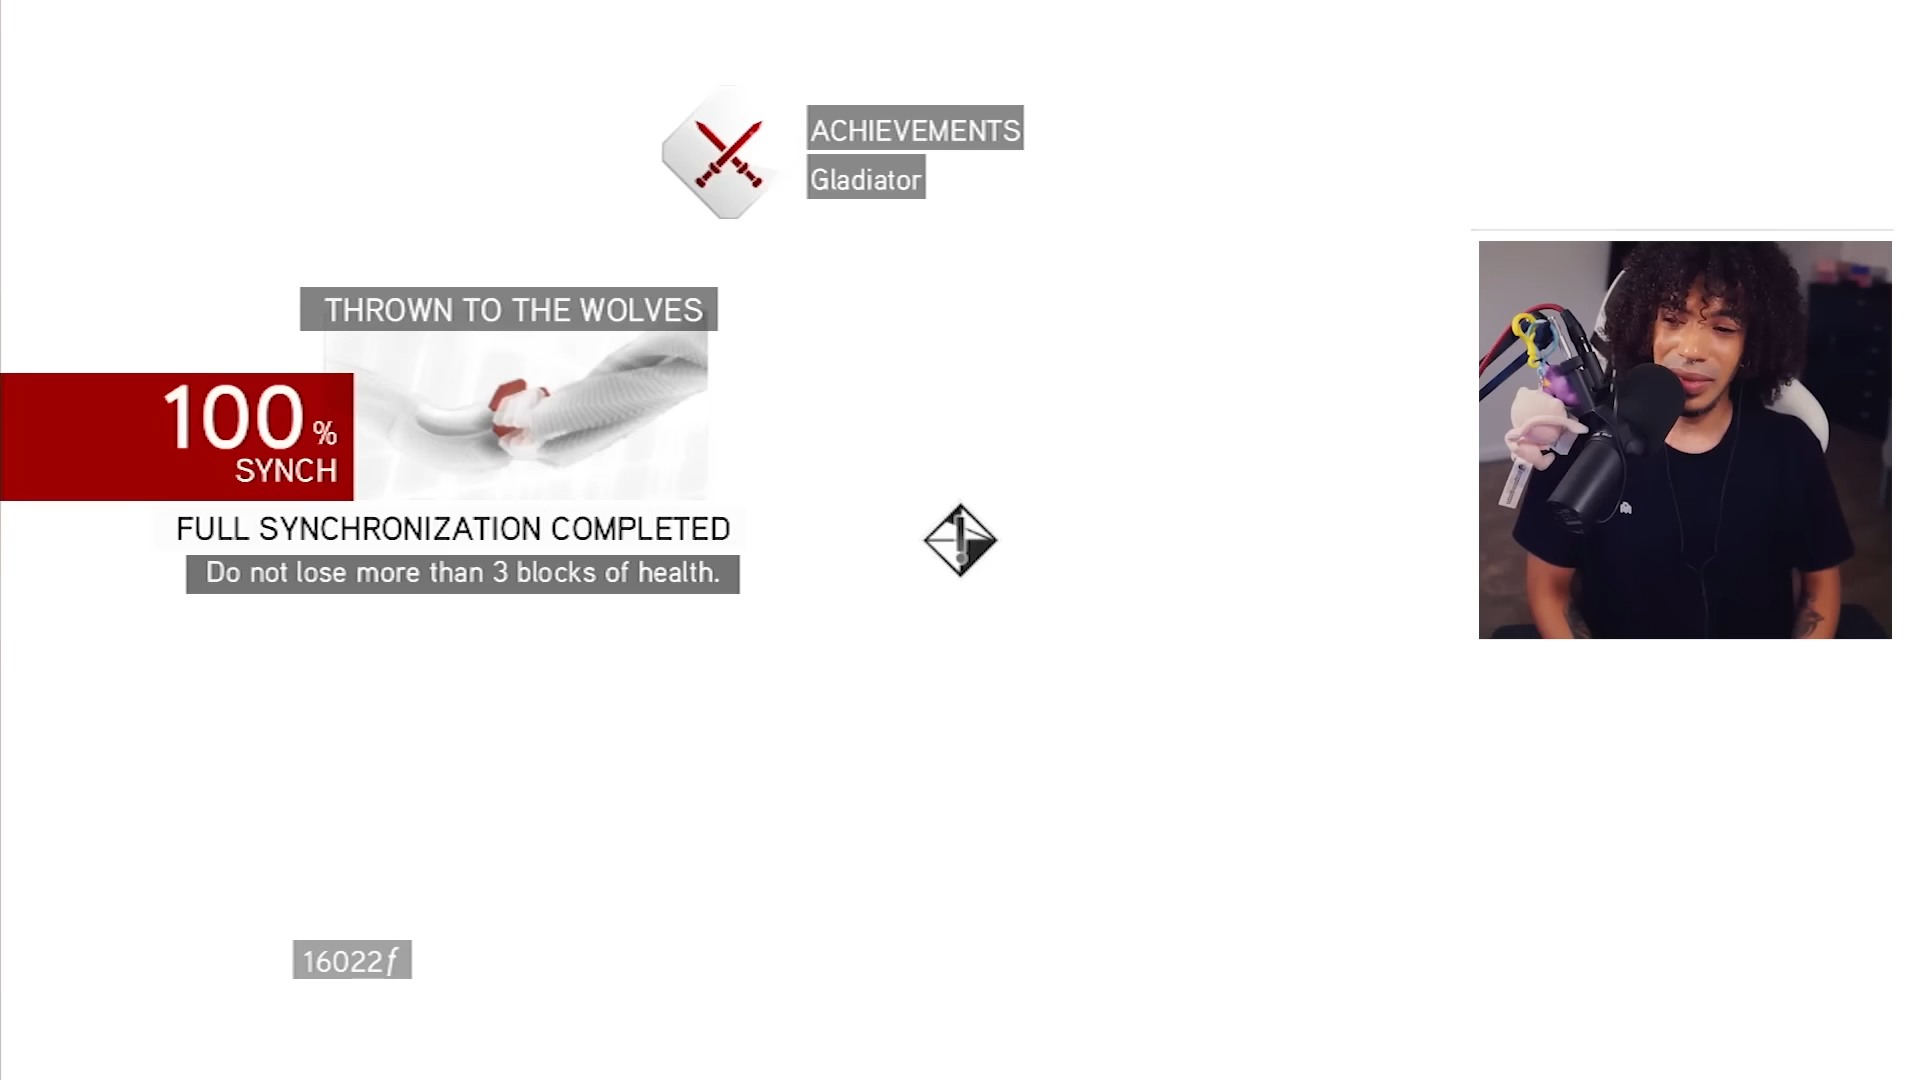 ACHIEVEMENTS
Gladiator
THROWN TO THE WOLVES
100 %
SYNCH
FULL SYNCHRONIZATION COMPLETED
Do not lose more than 3 blocks of health.
16022ƒ